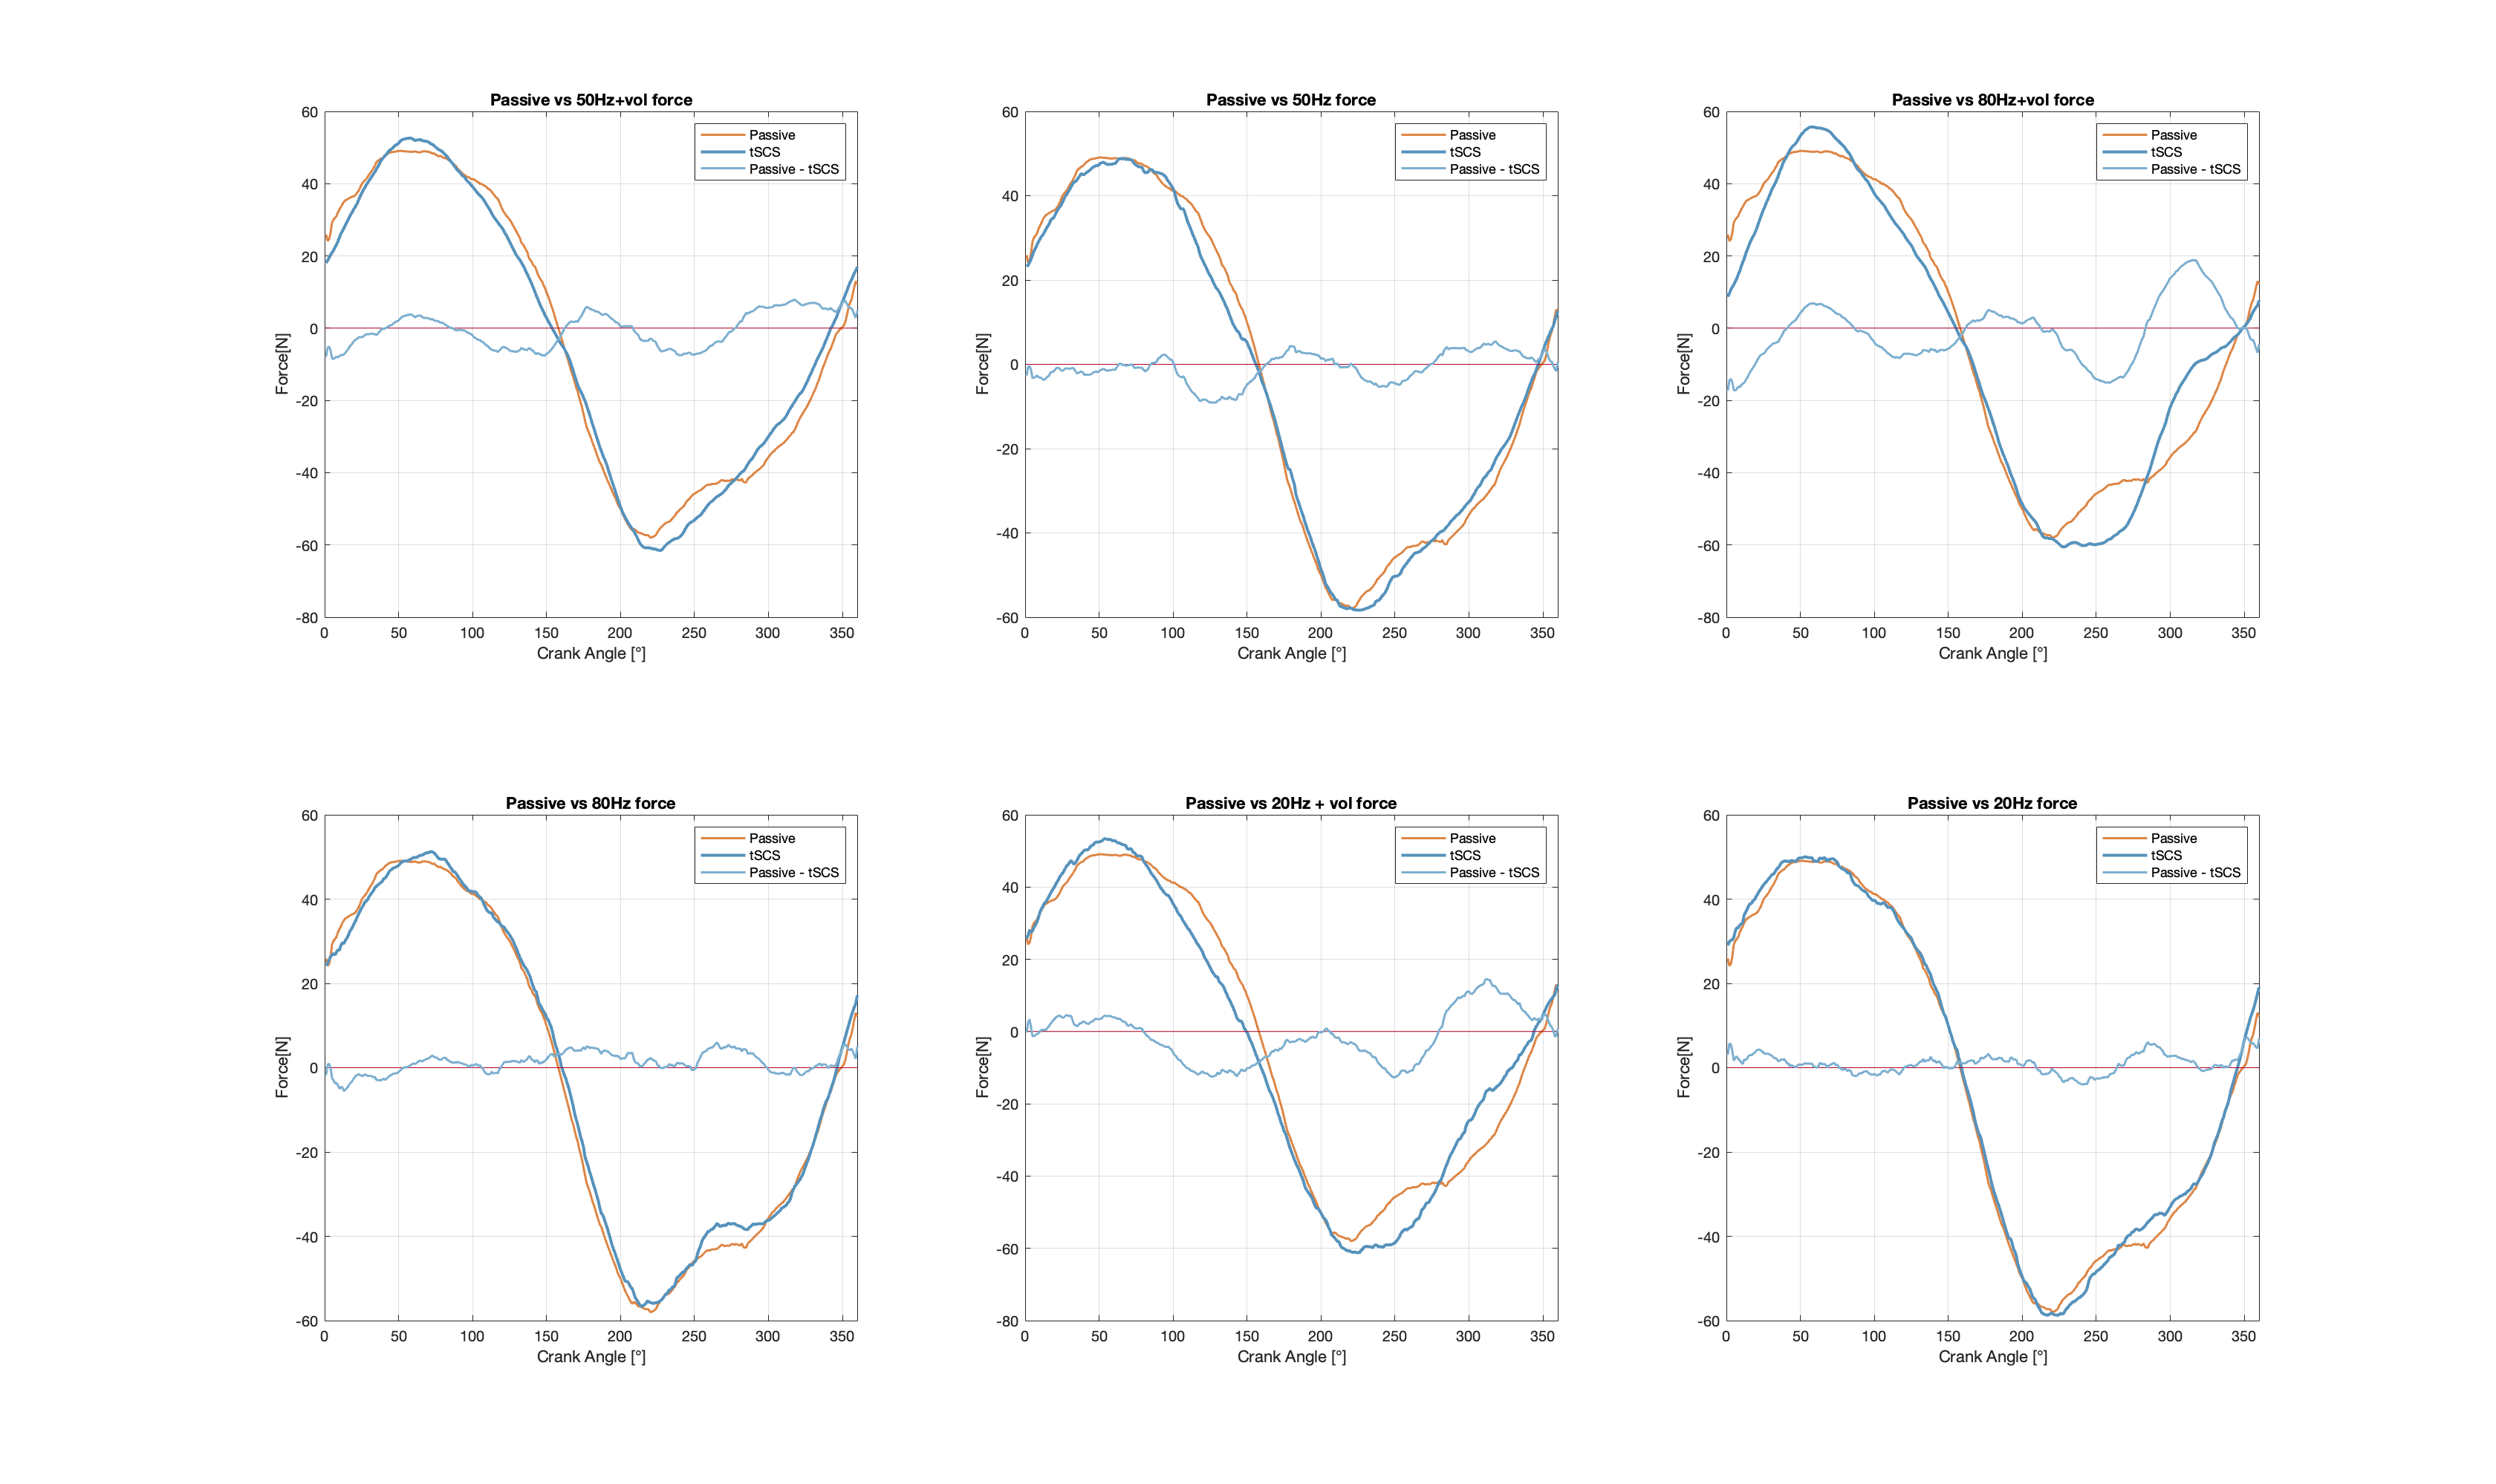 Passive vs 50Hz+vol force
60
40
20
0
-20
-40
-60
-80
Force[N]
0 50 100 150 200 250 300 350
Crank Angle [°]
Passive
tSCS
Passive - tSCS
Passive vs 50Hz force
60
40
20
0
-20
-40
-60
Force[N]
0 50 100 150 200 250 300 350
Crank Angle [°]
Passive
tSCS
Passive - tSCS
Passive vs 80Hz+vol force
60
40
20
0
-20
-40
-60
-80
Force[N]
0 50 100 150 200 250 300 350
Crank Angle [°]
Passive
tSCS
Passive - tSCS
Passive vs 80Hz force
60
40
20
0
-20
-40
-60
Force[N]
0 50 100 150 200 250 300 350
Crank Angle [°]
Passive
tSCS
Passive - tSCS
Passive vs 20Hz + vol force
60
40
20
0
-20
-40
-60
-80
Force[N]
0 50 100 150 200 250 300 350
Crank Angle [°]
Passive
tSCS
Passive - tSCS
Passive vs 20Hz force
60
40
20
0
-20
-40
-60
Force[N]
0 50 100 150 200 250 300 350
Crank Angle [°]
Passive
tSCS
Passive - tSCS